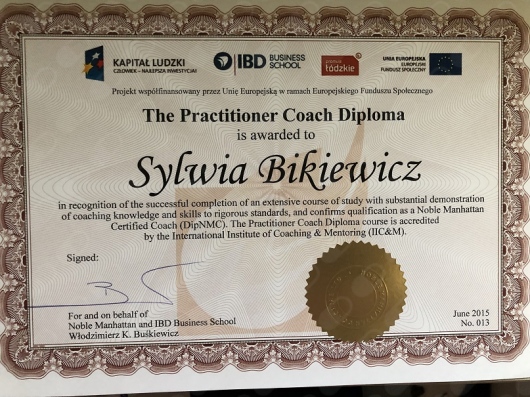 KAPITAŁ LUDZKI
CZŁOWIEK – NAJLEPSZA INWESTYCJA!
IBD BUSINESS SCHOOL
łódzkie
UNIA EUROPEJSKA
EUROPEJSKI
FUNDUSZ SPOŁECZNY
Projekt współfinansowany przez Unię Europejską w ramach Europejskiego Funduszu Społecznego
The Practitioner Coach Diploma
is awarded to
Sylwia Bikiewicz
in recognition of the successful completion of an extensive course of study with substantial demonstration
of coaching knowledge and skills to rigorous standards, and confirms qualification as a Noble Manhattan
Certified Coach (DipNMC). The Practitioner Coach Diploma course is accredited
by the International Institute of Coaching & Mentoring (IIC&M).
Signed:
For and on behalf of
Noble Manhattan and IBD Business School
Włodzimierz K. Buśkiewicz
June 2015
No. 013